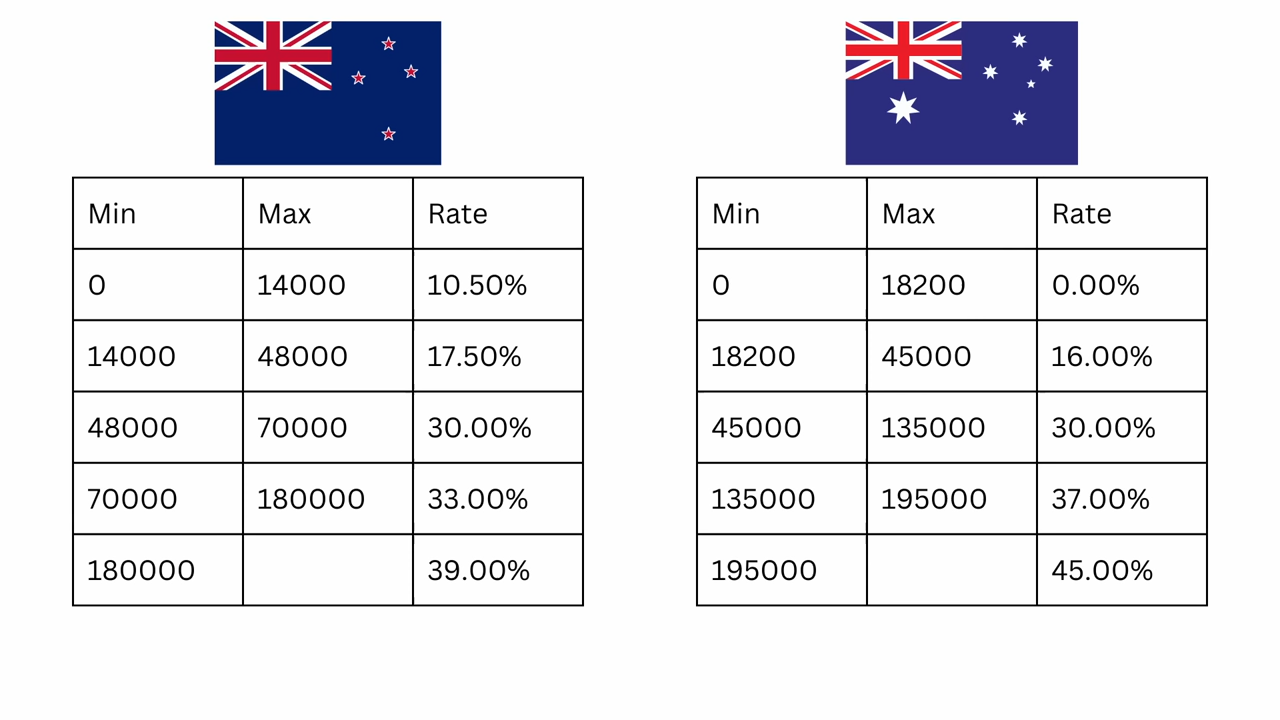 Min Max Rate
0 14000 10.50%
14000 48000 17.50%
48000 70000 30.00%
70000 180000 33.00%
180000 39.00%
Min Max Rate
0 18200 0.00%
18200 45000 16.00%
45000 135000 30.00%
135000 195000 37.00%
195000 45.00%